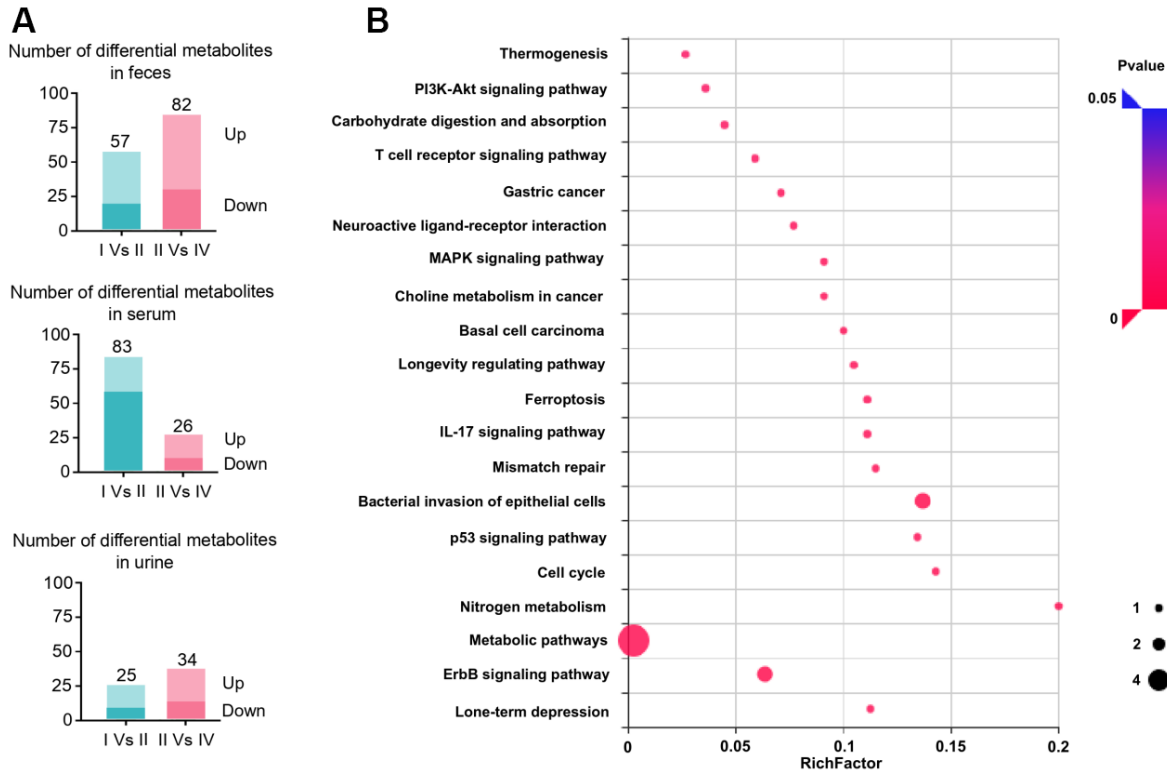 A
Number of differential metabolites
in feces
100
75
50
25
0
57
82
Up
Down
I Vs II
II Vs IV
Number of differential metabolites
in serum
100
75
50
25
0
83
26
Up
Down
I Vs II
II Vs IV
Number of differential metabolites
in urine
100
75
50
25
0
25
34
Up
Down
I Vs II
II Vs IV
B
Thermogenesis
PI3K-Akt signaling pathway
Carbohydrate digestion and absorption
T cell receptor signaling pathway
Gastric cancer
Neuroactive ligand-receptor interaction
MAPK signaling pathway
Choline metabolism in cancer
Basal cell carcinoma
Longevity regulating pathway
Ferroptosis
IL-17 signaling pathway
Mismatch repair
Bacterial invasion of epithelial cells
p53 signaling pathway
Cell cycle
Nitrogen metabolism
Metabolic pathways
ErbB signaling pathway
Lone-term depression
0
0.05
0.1
0.15
0.2
RichFactor
Pvalue
0.05
0
1
2
4